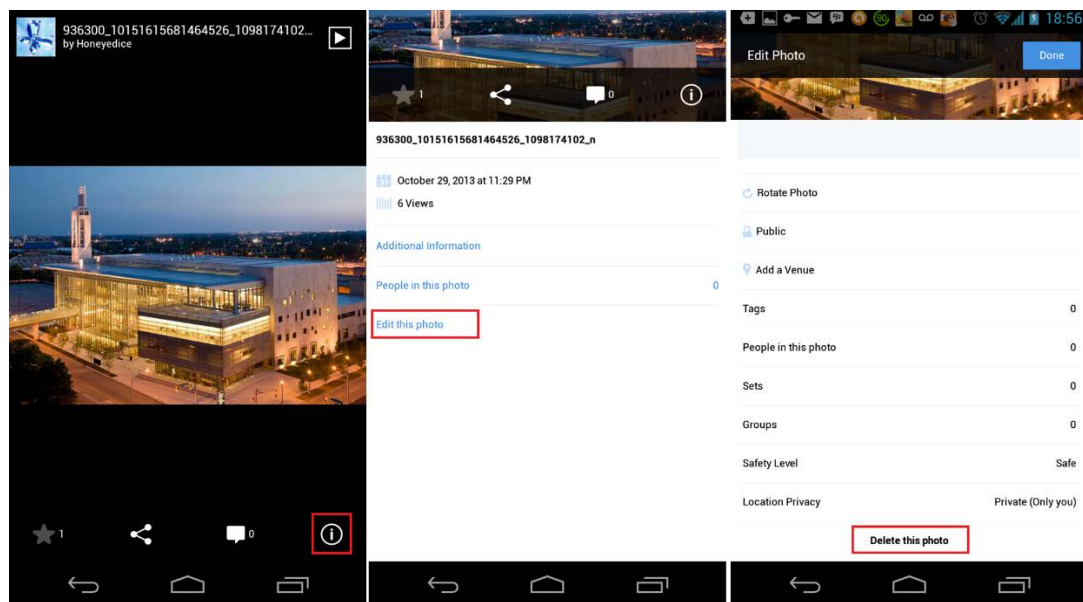 936300_10151615681464526_1098174102...
by Honeyedice
1
0
1
0
936300_10151615681464526_1098174102_n
31
October 29, 2013 at 11:29 PM
6 Views
Additional Information
People in this photo 0
Edit this photo
90 18:56
Edit Photo Done
Rotate Photo
Public
Add a Venue
Tags 0
People in this photo 0
Sets 0
Groups 0
Safety Level Safe
Location Privacy Private (Only you)
Delete this photo